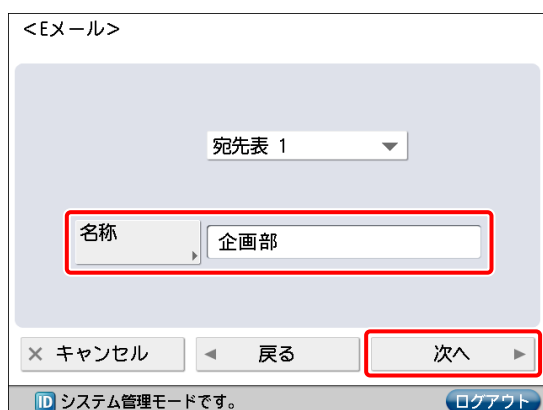 <Eメール>
宛先表 1
名称
企画部
キャンセル
戻る
次へ
ID システム管理モードです。
ログアウト